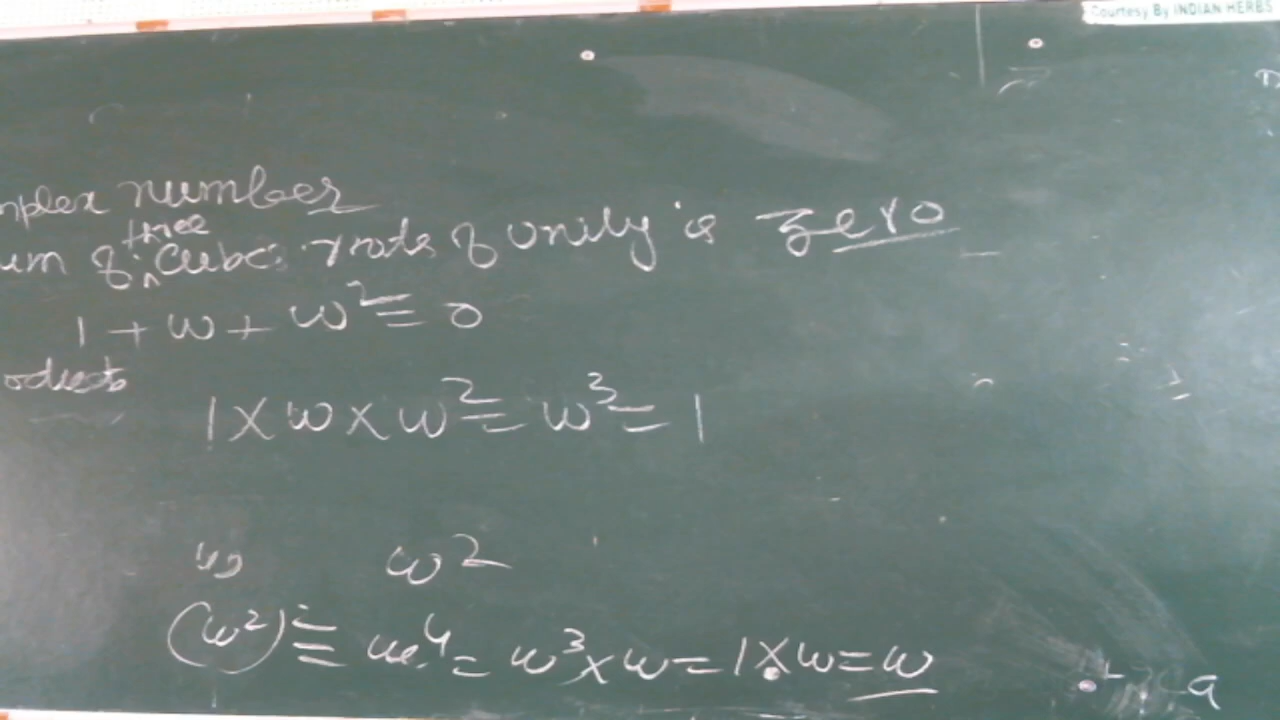 Courtesy By INDIAN HERBS
mplex number
um of three cube roots of unity is zero
1 + ω + ω² = 0
oducts
1 × ω × ω² = ω³ = 1
ω ω²
(ω²)² = ω⁴ = ω³ × ω = 1 × ω = ω